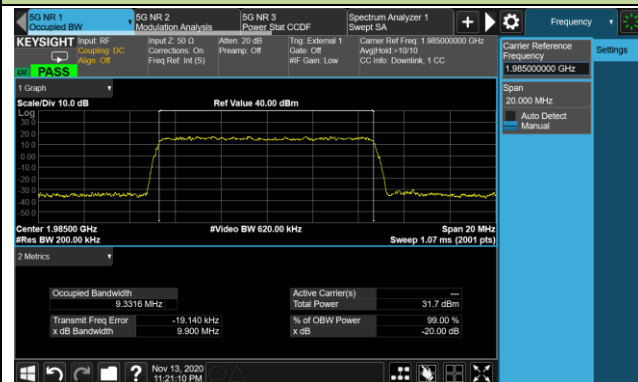 5G NR 1
Occupied BW
5G NR 2
Modulation Analysis
5G NR 3
Power Stat CCDF
Spectrum Analyzer 1
Swept SA
Frequency
KEYSIGHT
Input: RF
Coupling: DC
Align: Off
Input Z: 50 Ω
Corrections: On
Freq Ref: Int (S)
Atten: 20 dB
Preamp: Off
Trig: External 1
Gate: Off
#IF Gain: Low
Carrier Ref Freq: 1.985000000 GHz
Avg|Hold:>10/10
CC Info: Downlink, 1 CC
PASS
Carrier Reference Frequency
1.985000000 GHz
Settings
Span
20.000 MHz
Auto Detect
Manual
1 Graph
Scale/Div 10.0 dB
Ref Value 40.00 dBm
Log
30.0
20.0
10.0
0.00
-10.0
-20.0
-30.0
-40.0
-50.0
Center 1.98500 GHz
#Video BW 620.00 kHz
Span 20 MHz
#Res BW 200.00 kHz
Sweep 1.07 ms (2001 pts)
2 Metrics
Occupied Bandwidth
9.3316 MHz
Active Carrier(s)
---
Total Power
31.7 dBm
Transmit Freq Error
-19.140 kHz
% of OBW Power
99.00 %
x dB Bandwidth
9.900 MHz
x dB
-20.00 dB
Nov 13, 2020
11:21:10 PM